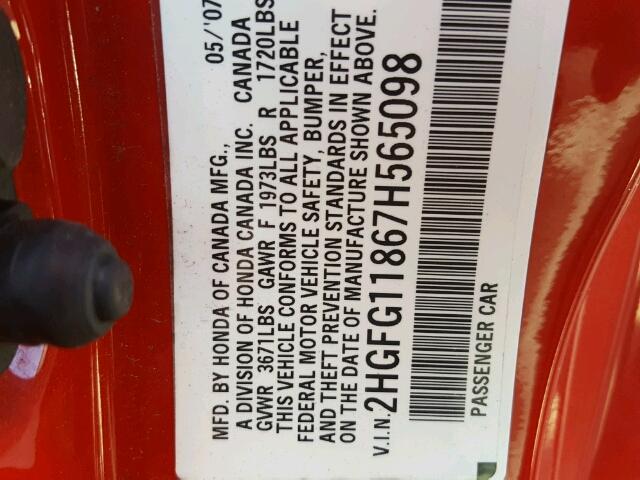 MFD. BY HONDA OF CANADA MFG., 05/'07
A DIVISION OF HONDA CANADA INC. CANADA
GVWR 3671LBS GAWR F 1973LBS R 1720LBS
THIS VEHICLE CONFORMS TO ALL APPLICABLE
FEDERAL MOTOR VEHICLE SAFETY, BUMPER,
AND THEFT PREVENTION STANDARDS IN EFFECT
ON THE DATE OF MANUFACTURE SHOWN ABOVE.
V.I.N. 2HGFG11867H565098
PASSENGER CAR